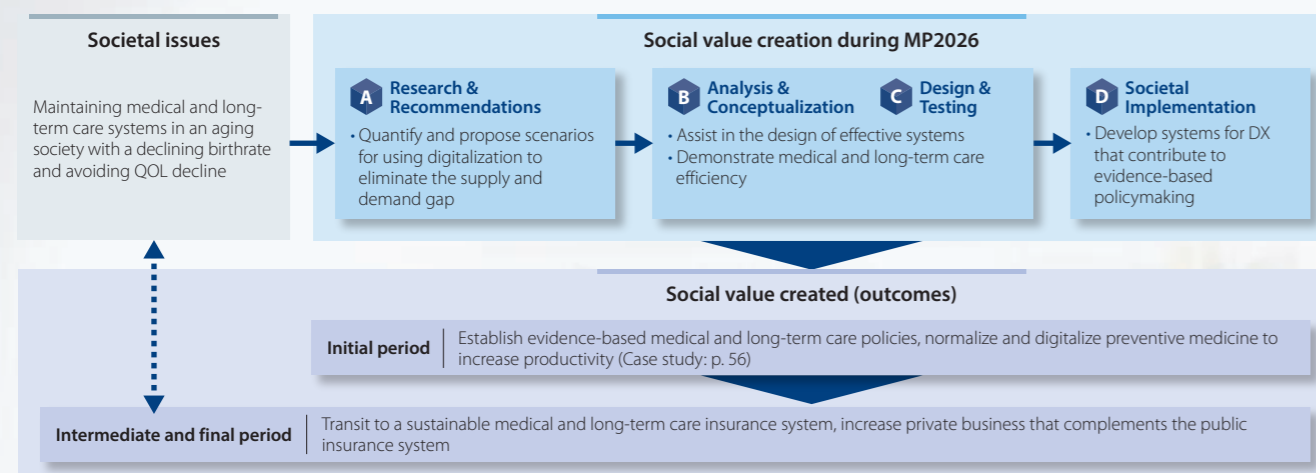 Societal issues
Maintaining medical and long-
term care systems in an aging
society with a declining birthrate
and avoiding QOL decline
Social value creation during MP2026
A
Research &
Recommendations
• Quantify and propose scenarios
for using digitalization to
eliminate the supply and
demand gap
B
Analysis &
Conceptualization
C
Design &
Testing
• Assist in the design of effective systems
• Demonstrate medical and long-term care
efficiency
D
Societal
Implementation
• Develop systems for DX
that contribute to
evidence-based
policymaking
Social value created (outcomes)
Initial period
Establish evidence-based medical and long-term care policies, normalize and digitalize preventive medicine to
increase productivity (Case study: p. 56)
Intermediate and final period
Transit to a sustainable medical and long-term care insurance system, increase private business that complements the public
insurance system